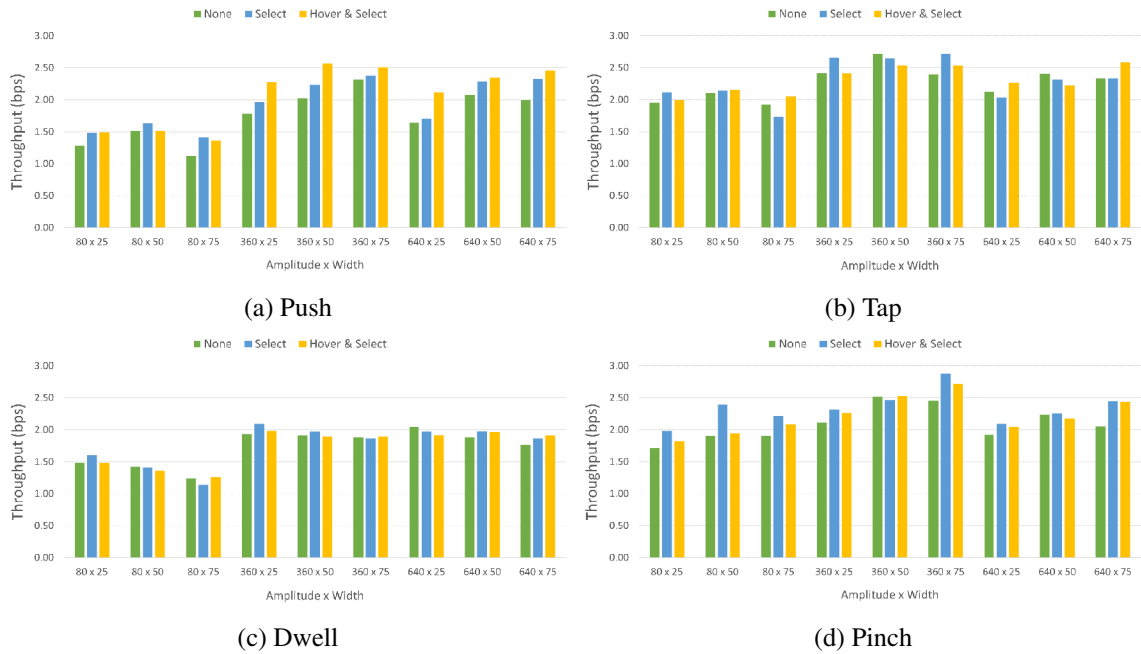 None Select Hover & Select
Throughput (bps)
3.00
2.50
2.00
1.50
1.00
0.50
0.00
80 x 25 80 x 50 80 x 75 360 x 25 360 x 50 360 x 75 640 x 25 640 x 50 640 x 75
Amplitude x Width
(a) Push
None Select Hover & Select
Throughput (bps)
3.00
2.50
2.00
1.50
1.00
0.50
0.00
80 x 25 80 x 50 80 x 75 360 x 25 360 x 50 360 x 75 640 x 25 640 x 50 640 x 75
Amplitude x Width
(b) Tap
None Select Hover & Select
Throughput (bps)
3.00
2.50
2.00
1.50
1.00
0.50
0.00
80 x 25 80 x 50 80 x 75 360 x 25 360 x 50 360 x 75 640 x 25 640 x 50 640 x 75
Amplitude x Width
(c) Dwell
None Select Hover & Select
Throughput (bps)
3.00
2.50
2.00
1.50
1.00
0.50
0.00
80 x 25 80 x 50 80 x 75 360 x 25 360 x 50 360 x 75 640 x 25 640 x 50 640 x 75
Amplitude x Width
(d) Pinch